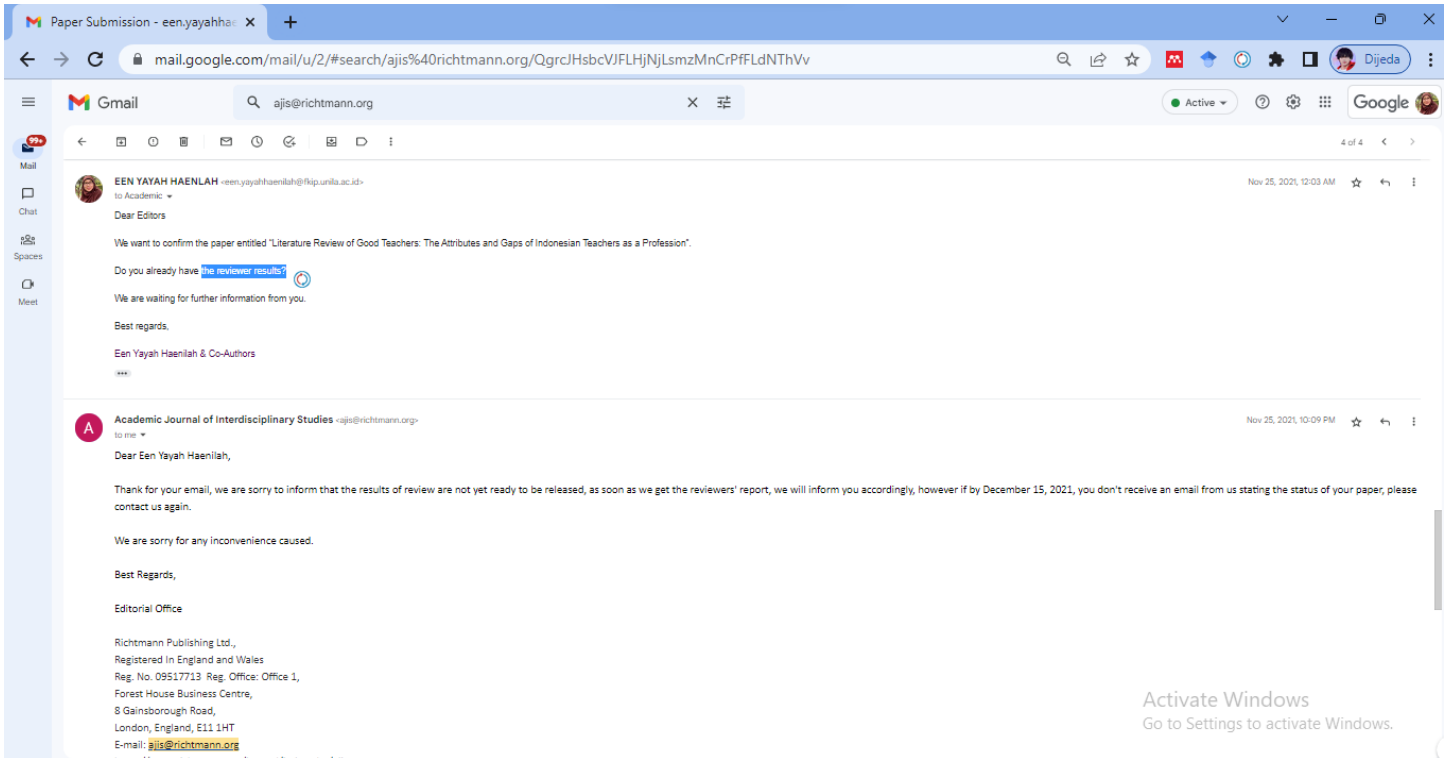 Paper Submission - een.yayahhae
mail.google.com/mail/u/2/#search/ajis%40richtmann.org/QgrcJHsbcVJFLHjNjLsmzMnCrPfFLdNThVv
Dijeda
Gmail
ajis@richtmann.org
Active
Google
99+
Mail
Chat
Spaces
Meet
4 of 4
EEN YAYAH HAENLAH <een.yayahhaenilah@fkip.unila.ac.id>
Nov 25, 2021, 12:03 AM
to Academic
Dear Editors
We want to confirm the paper entitled "Literature Review of Good Teachers: The Attributes and Gaps of Indonesian Teachers as a Profession".
Do you already have the reviewer results?
We are waiting for further information from you.
Best regards,
Een Yayah Haenilah & Co-Authors
A
Academic Journal of Interdisciplinary Studies <ajis@richtmann.org>
Nov 25, 2021, 10:09 PM
to me
Dear Een Yayah Haenilah,
Thank for your email, we are sorry to inform that the results of review are not yet ready to be released, as soon as we get the reviewers' report, we will inform you accordingly, however if by December 15, 2021, you don't receive an email from us stating the status of your paper, please
contact us again.
We are sorry for any inconvenience caused.
Best Regards,
Editorial Office
Richtmann Publishing Ltd.,
Registered in England and Wales
Reg. No. 09517713 Reg. Office: Office 1,
Forest House Business Centre,
8 Gainsborough Road,
London, England, E11 1HT
E-mail: ajis@richtmann.org
Activate Windows
Go to Settings to activate Windows.